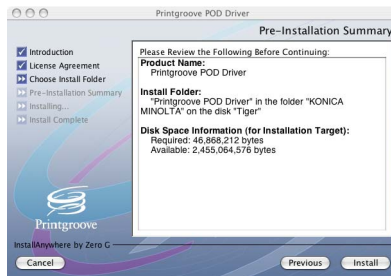 Printgroove POD Driver
Pre-Installation Summary
Introduction
License Agreement
Choose Install Folder
Pre-Installation Summary
Installing...
Install Complete
Please Review the Following Before Continuing:
Product Name:
Printgroove POD Driver
Install Folder:
"Printgroove POD Driver" in the folder "KONICA
MINOLTA" on the disk "Tiger"
Disk Space Information (for Installation Target):
Required: 46,868,212 bytes
Available: 2,455,064,576 bytes
Printgroove
InstallAnywhere by Zero G
Cancel
Previous
Install